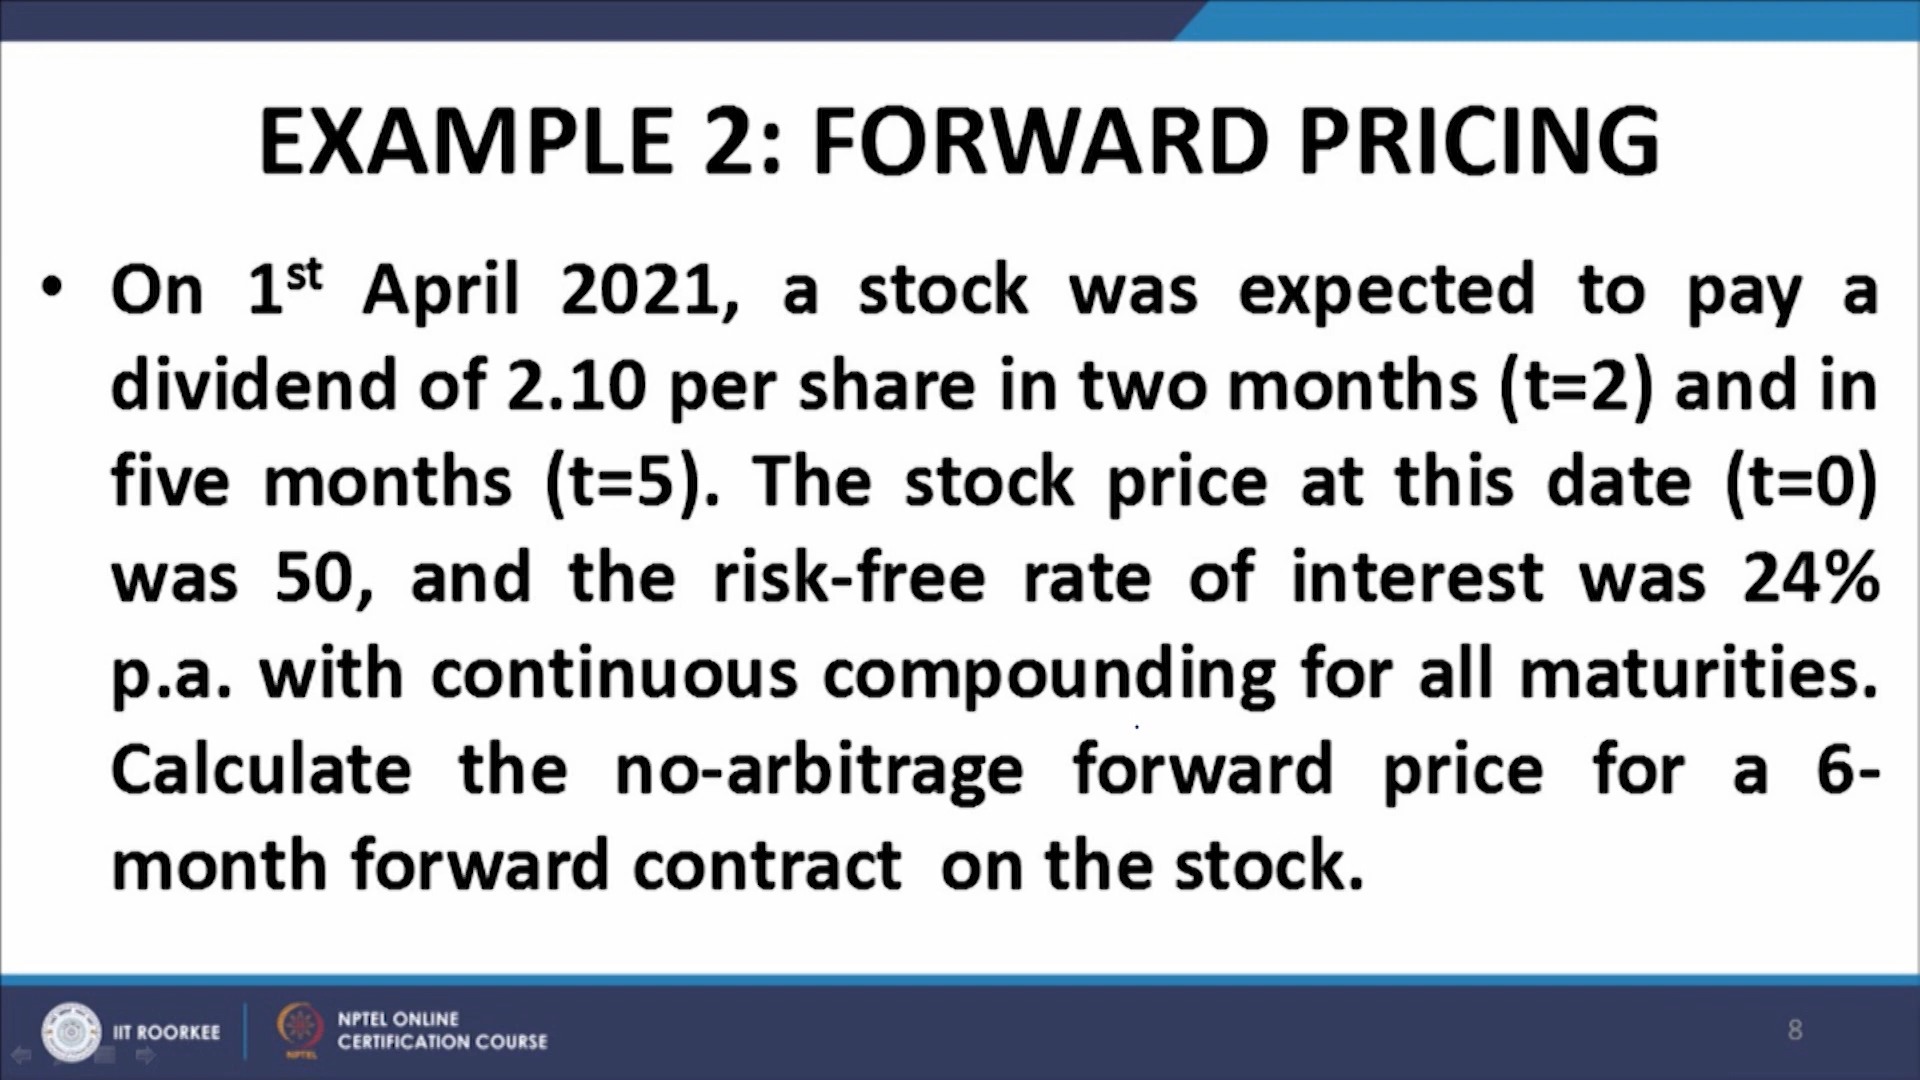 EXAMPLE 2: FORWARD PRICING
• On 1st April 2021, a stock was expected to pay a
dividend of 2.10 per share in two months (t=2) and in
five months (t=5). The stock price at this date (t=0)
was 50, and the risk-free rate of interest was 24%
p.a. with continuous compounding for all maturities.
Calculate the no-arbitrage forward price for a 6-
month forward contract on the stock.
IIT ROORKEE
NPTEL
NPTEL ONLINE
CERTIFICATION COURSE
8